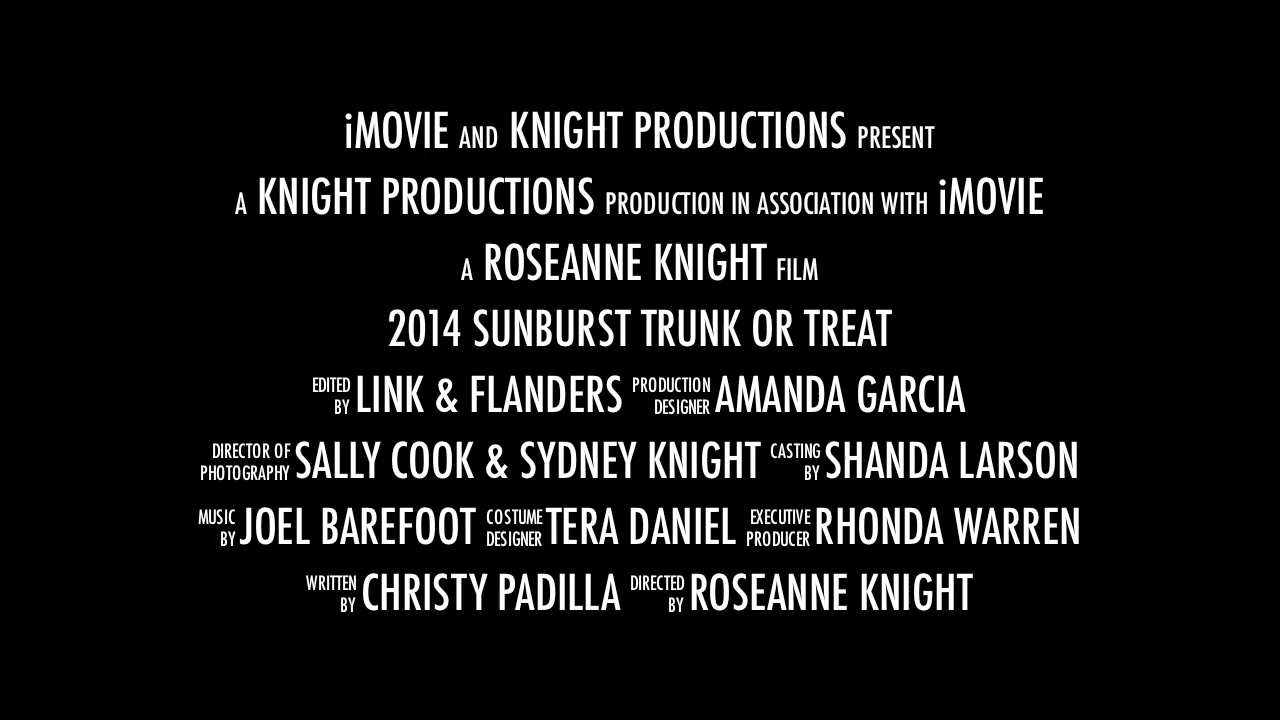 iMOVIE AND KNIGHT PRODUCTIONS PRESENT
A KNIGHT PRODUCTIONS PRODUCTION IN ASSOCIATION WITH iMOVIE
A ROSEANNE KNIGHT FILM
2014 SUNBURST TRUNK OR TREAT
EDITED BY LINK & FLANDERS PRODUCTION DESIGNER AMANDA GARCIA
DIRECTOR OF PHOTOGRAPHY SALLY COOK & SYDNEY KNIGHT CASTING BY SHANDA LARSON
MUSIC BY JOEL BAREFOOT COSTUME DESIGNER TERA DANIEL EXECUTIVE PRODUCER RHONDA WARREN
WRITTEN BY CHRISTY PADILLA DIRECTED BY ROSEANNE KNIGHT